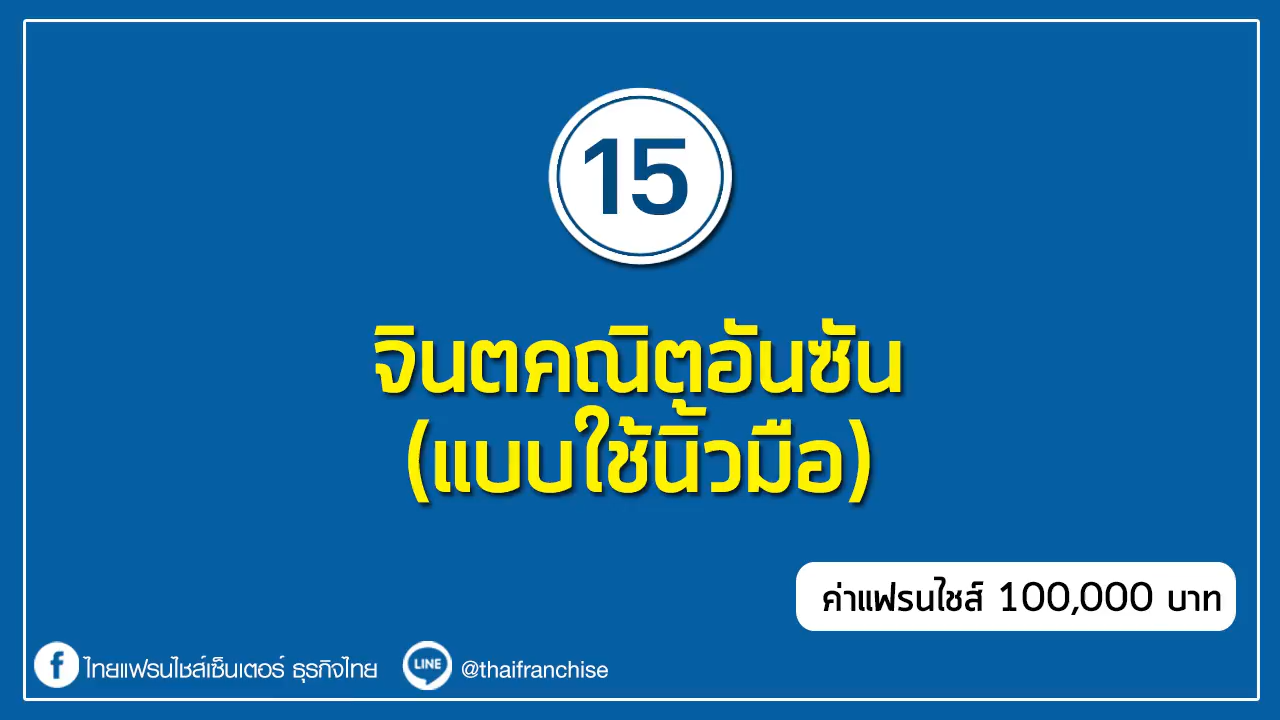 15
จินตคณิตอันซัน
(แบบใช้นิ้วมือ)
ค่าแฟรนไชส์ 100,000 บาท
f ไทยแฟรนไชส์เซ็นเตอร์ ธุรกิจไทย LINE @thaifranchise